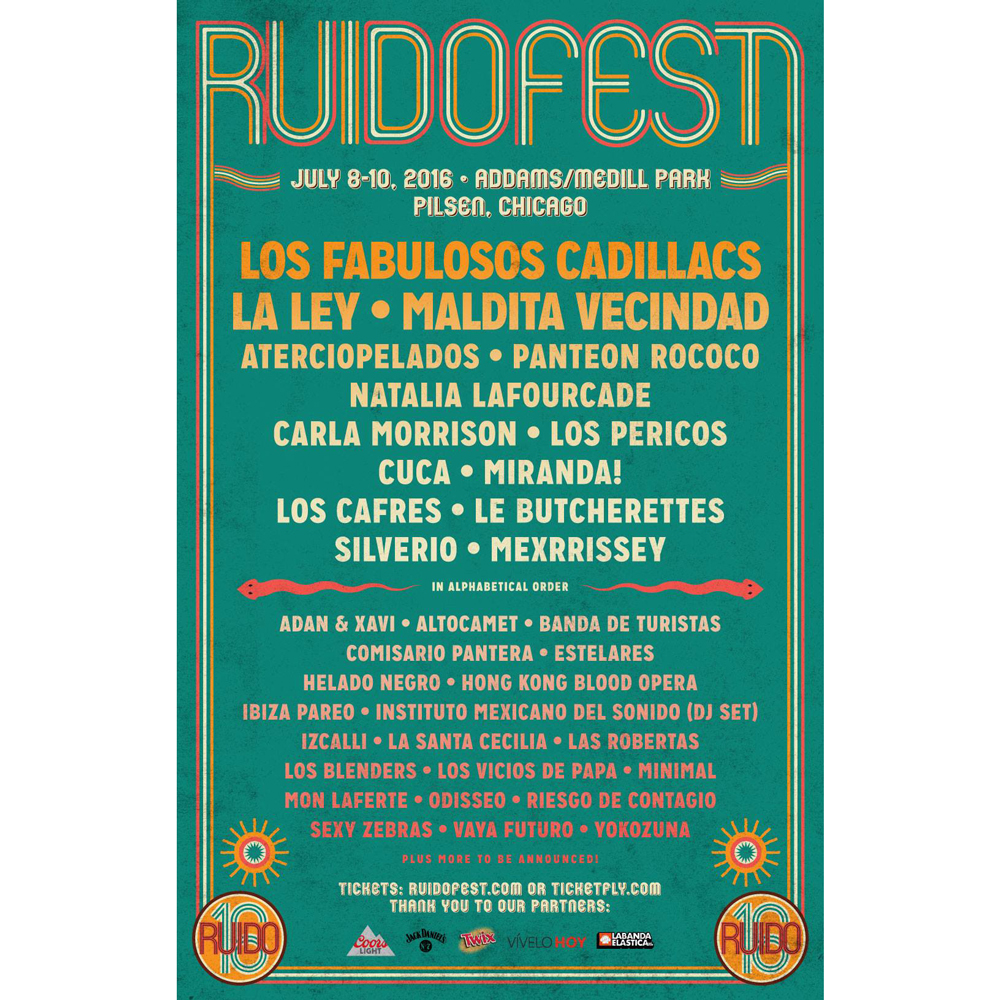 RUIDOFEST
JULY 8-10, 2016 • ADDAMS/MEDILL PARK
PILSEN, CHICAGO
LOS FABULOSOS CADILLACS
LA LEY • MALDITA VECINDAD
ATERCIOPELADOS • PANTEON ROCOCO
NATALIA LAFOURCADE
CARLA MORRISON • LOS PERICOS
CUCA • MIRANDA!
LOS CAFRES • LE BUTCHERETTES
SILVERIO • MEXRRISSEY
IN ALPHABETICAL ORDER
ADAN & XAVI • ALTOCAMET • BANDA DE TURISTAS
COMISARIO PANTERA • ESTELARES
HELADO NEGRO • HONG KONG BLOOD OPERA
IBIZA PAREO • INSTITUTO MEXICANO DEL SONIDO (DJ SET)
IZCALLI • LA SANTA CECILIA • LAS ROBERTAS
LOS BLENDERS • LOS VICIOS DE PAPA • MINIMAL
MON LAFERTE • ODISSEO • RIESGO DE CONTAGIO
SEXY ZEBRAS • VAYA FUTURO • YOKOZUNA
PLUS MORE TO BE ANNOUNCED!
TICKETS: RUIDOFEST.COM OR TICKETFLY.COM
THANK YOU TO OUR PARTNERS:
Coors LIGHT
JACK DANIEL'S
Twix
VÍVELO HOY
LABANDA ELASTICA
RUIDO 16
RUIDO 16